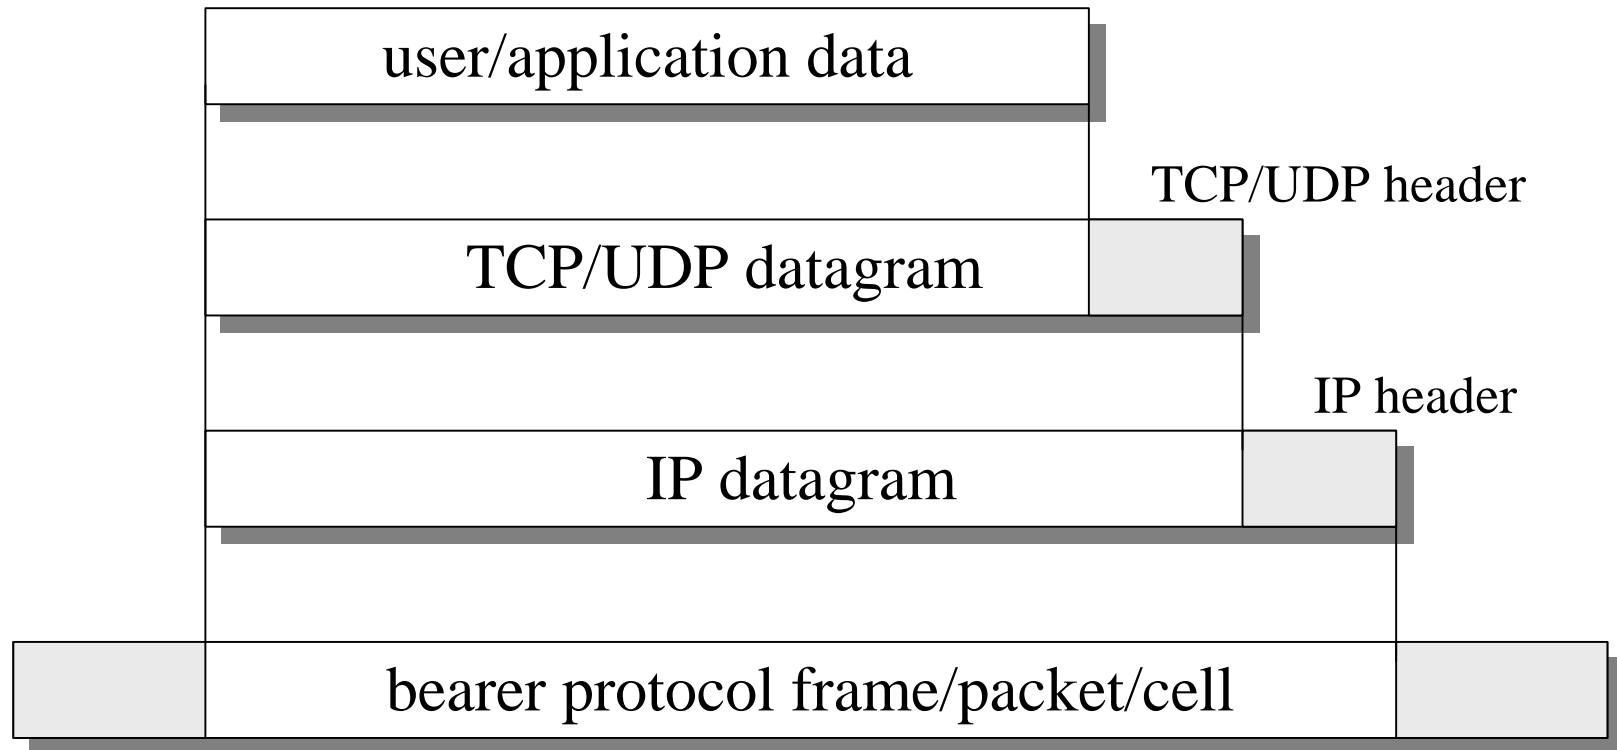 user/application data
TCP/UDP header
TCP/UDP datagram
IP header
IP datagram
bearer protocol frame/packet/cell